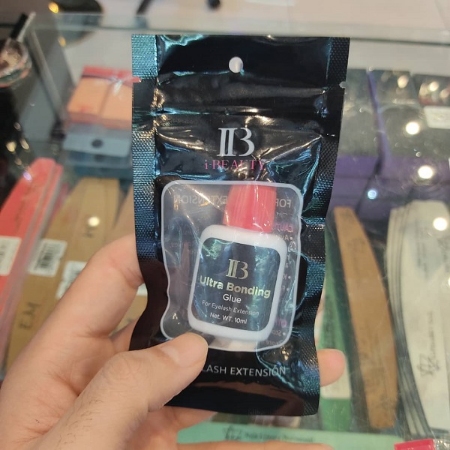 IB
i BEAUTY
IB
Ultra Bonding
Glue
For Eyelash Extension
Net. WT. 10ml
LASH EXTENSION